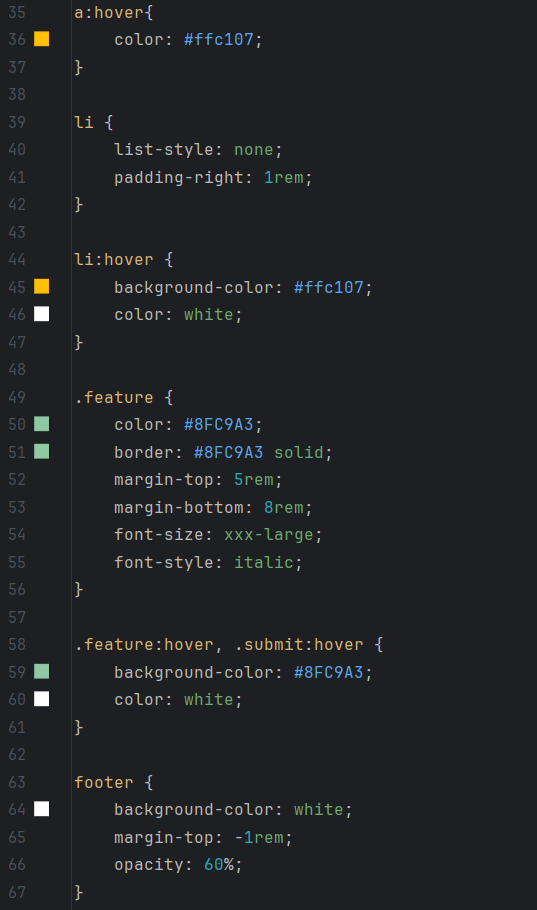 35 a:hover{
36     color: #ffc107;
37 }
38
39 li {
40     list-style: none;
41     padding-right: 1rem;
42 }
43
44 li:hover {
45     background-color: #ffc107;
46     color: white;
47 }
48
49 .feature {
50     color: #8FC9A3;
51     border: #8FC9A3 solid;
52     margin-top: 5rem;
53     margin-bottom: 8rem;
54     font-size: xxx-large;
55     font-style: italic;
56 }
57
58 .feature:hover, .submit:hover {
59     background-color: #8FC9A3;
60     color: white;
61 }
62
63 footer {
64     background-color: white;
65     margin-top: -1rem;
66     opacity: 60%;
67 }